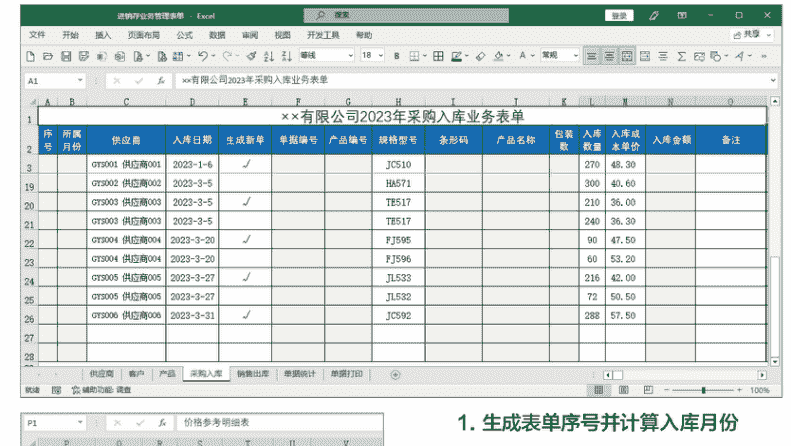 进销存业务管理表单 - Excel 搜索 登录
文件 开始 插入 页面布局 公式 数据 审阅 视图 开发工具 帮助 共享
等线 18 B A 常规
A1 fx ××有限公司2023年采购入库业务表单
A B C D E F G H I J K L M N O
1 ××有限公司2023年采购入库业务表单
2 序号 所属月份 供应商 入库日期 生成新单 单据编号 产品编号 规格型号 条形码 产品名称 包装数 入库数量 入库成本单价 入库金额 备注
3 GYS001 供应商001 2023-1-6 ✓ JC510 270 48.30
19 GYS002 供应商002 2023-3-5 HA571 300 40.60
20 GYS003 供应商003 2023-3-5 ✓ TE517 210 36.00
21 GYS003 供应商003 2023-3-5 TE517 240 36.30
22 GYS004 供应商004 2023-3-20 ✓ FJ595 90 47.50
23 GYS004 供应商004 2023-3-20 FJ596 60 53.20
24 GYS005 供应商005 2023-3-27 ✓ JL533 216 42.00
25 GYS005 供应商005 2023-3-27 JL532 72 50.50
26 GYS006 供应商006 2023-3-31 ✓ JC592 288 57.50
27
28
供应商 客户 产品 采购入库 销售出库 单据统计 单据打印
就绪 辅助功能: 调查 100%
P1 fx 价格参考明细表
1. 生成表单序号并计算入库月份